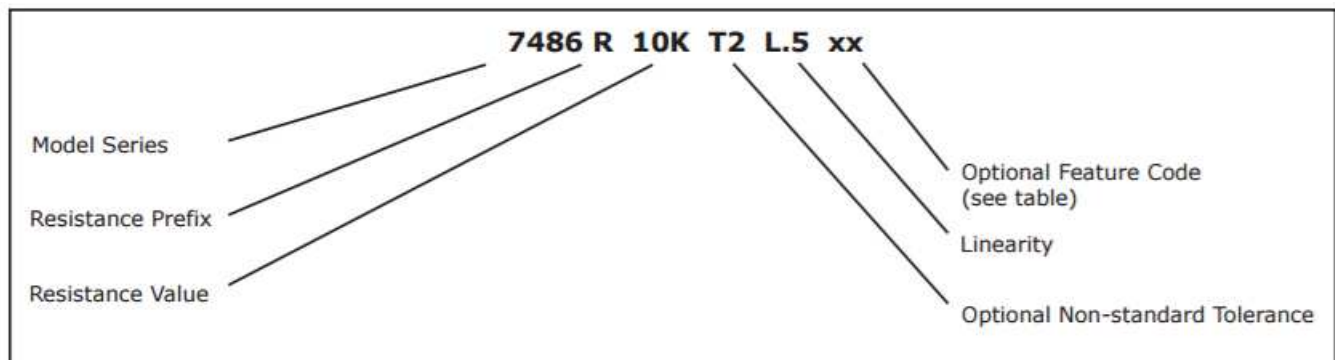 7486 R 10K T2 L.5 xx
Model Series
Resistance Prefix
Resistance Value
Optional Feature Code
(see table)
Linearity
Optional Non-standard Tolerance